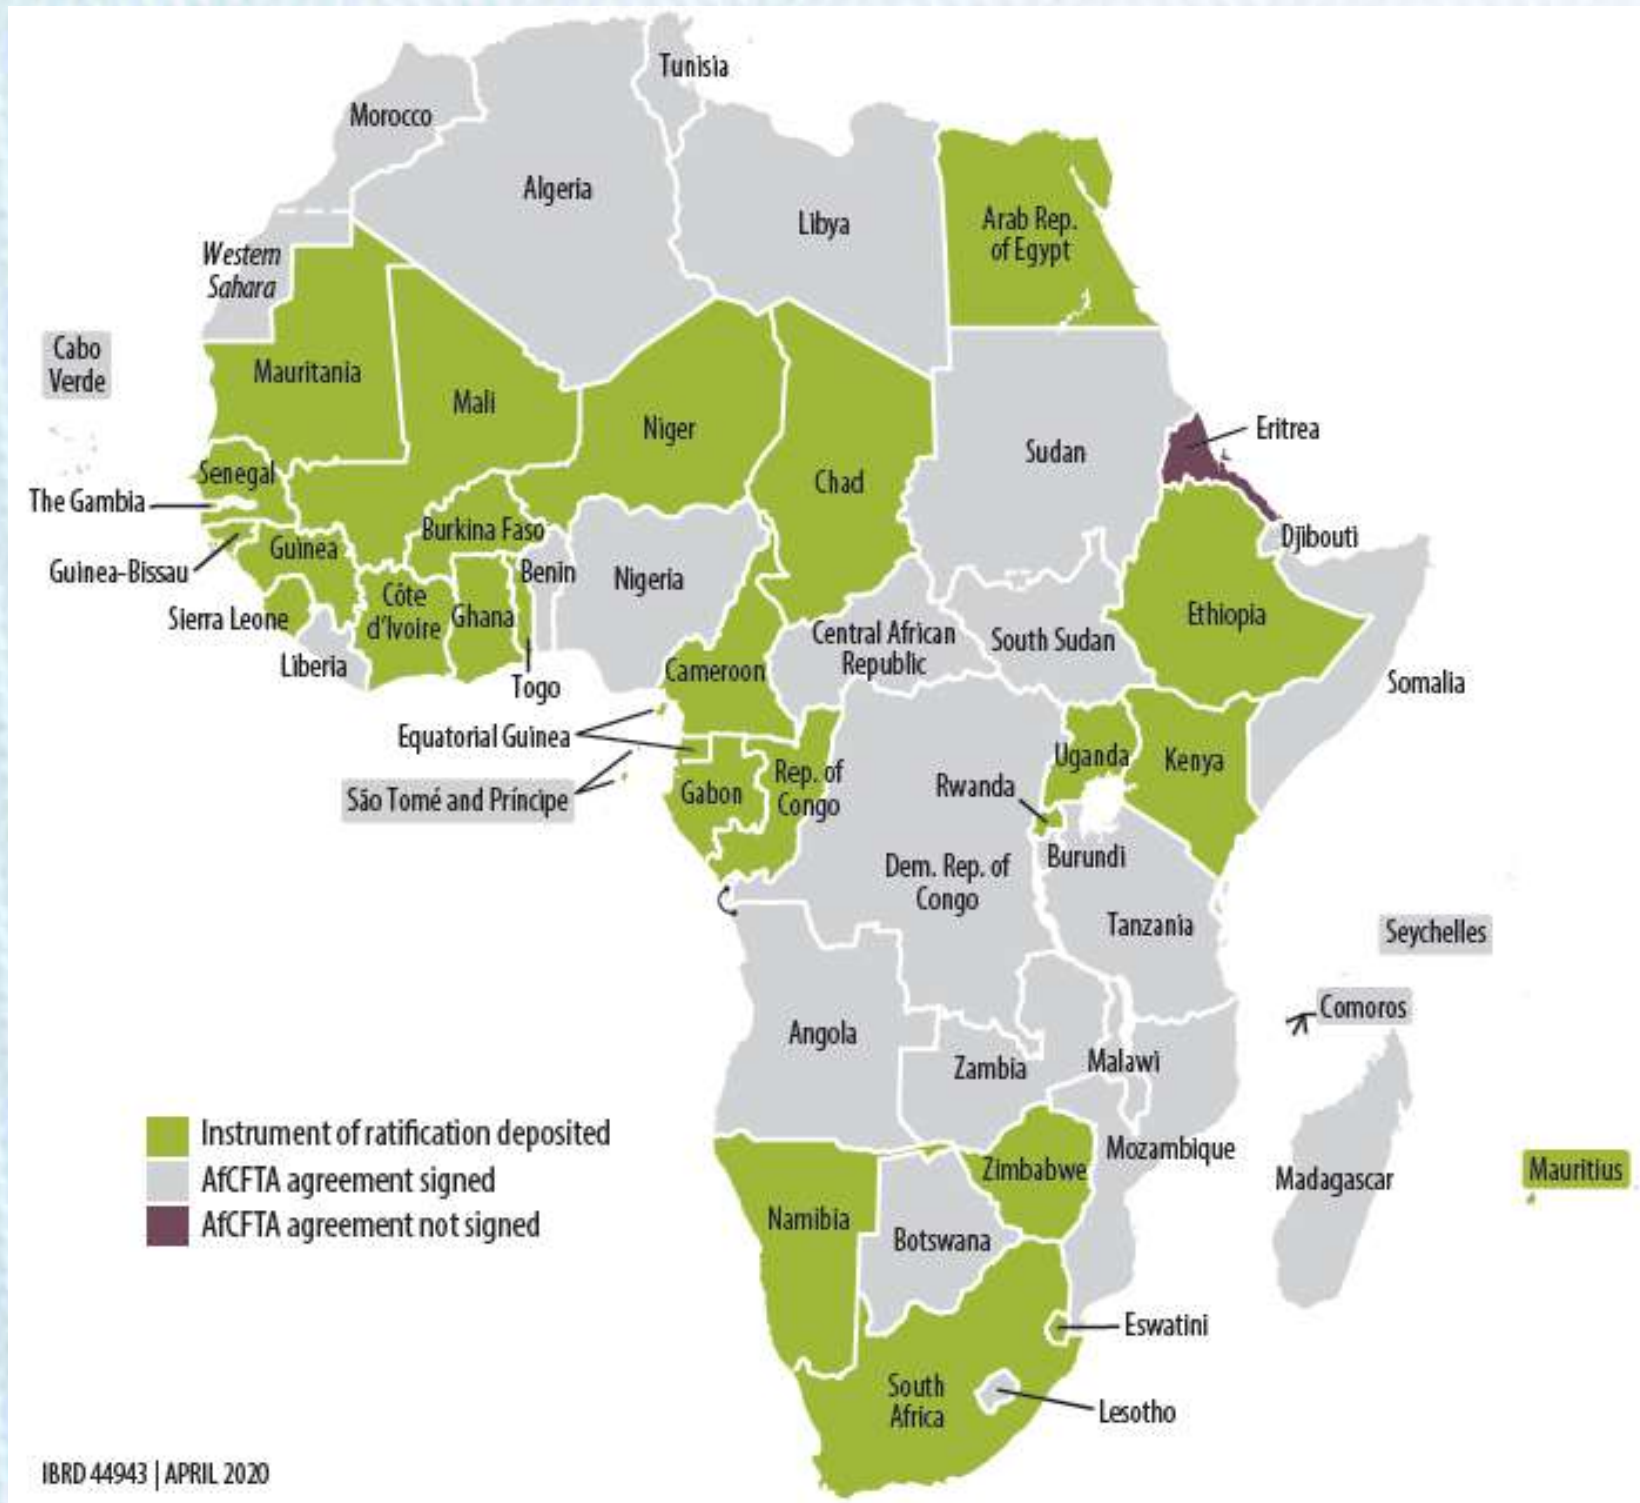 Tunisia
Morocco
Algeria
Libya
Arab Rep.
of Egypt
Western
Sahara
Cabo
Verde
Mauritania
Mali
Niger
Chad
Sudan
Eritrea
Senegal
The Gambia
Burkina Faso
Djibouti
Guinea
Guinea-Bissau
Benin
Nigeria
Côte
d'Ivoire
Ghana
Ethiopia
Sierra Leone
Central African
Republic
South Sudan
Liberia
Togo
Cameroon
Somalia
Equatorial Guinea
Uganda
Kenya
Rep. of
Congo
Gabon
São Tomé and Príncipe
Rwanda
Burundi
Dem. Rep. of
Congo
Tanzania
Seychelles
Comoros
Angola
Zambia
Malawi
Instrument of ratification deposited
AfCFTA agreement signed
AfCFTA agreement not signed
Mozambique
Zimbabwe
Madagascar
Mauritius
Namibia
Botswana
Eswatini
South
Africa
Lesotho
IBRD 44943 | APRIL 2020